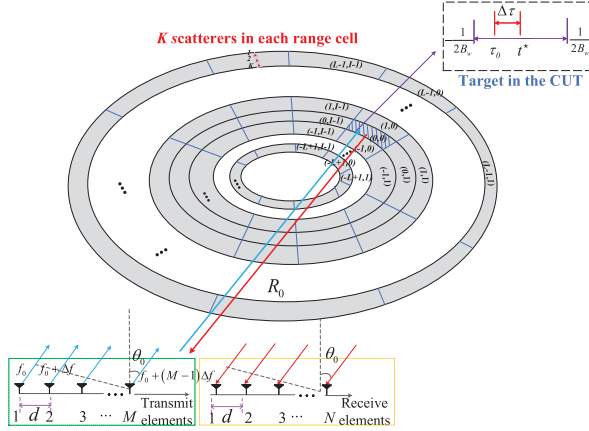 K scatterers in each range cell
Δτ
1
2B_w
τ_0
t*
1
2B_w
Target in the CUT
1
2
K
(L-1,I-1)
(L-1,0)
(L-1,1)
(1,I-1)
(0,I-1)
(-1,I-1)
(-L+1,I-1)
(1,0)
(0,0)
(-1,0)
(-L+1,0)
(-L+1,1)
(-1,1)
(0,1)
(1,1)
R_0
θ_0
θ_0
f_0
f_0+Δf
f_0+(M-1)Δf
Transmit
elements
1 d 2 3 ··· M
Receive
elements
1 d 2 3 ··· N